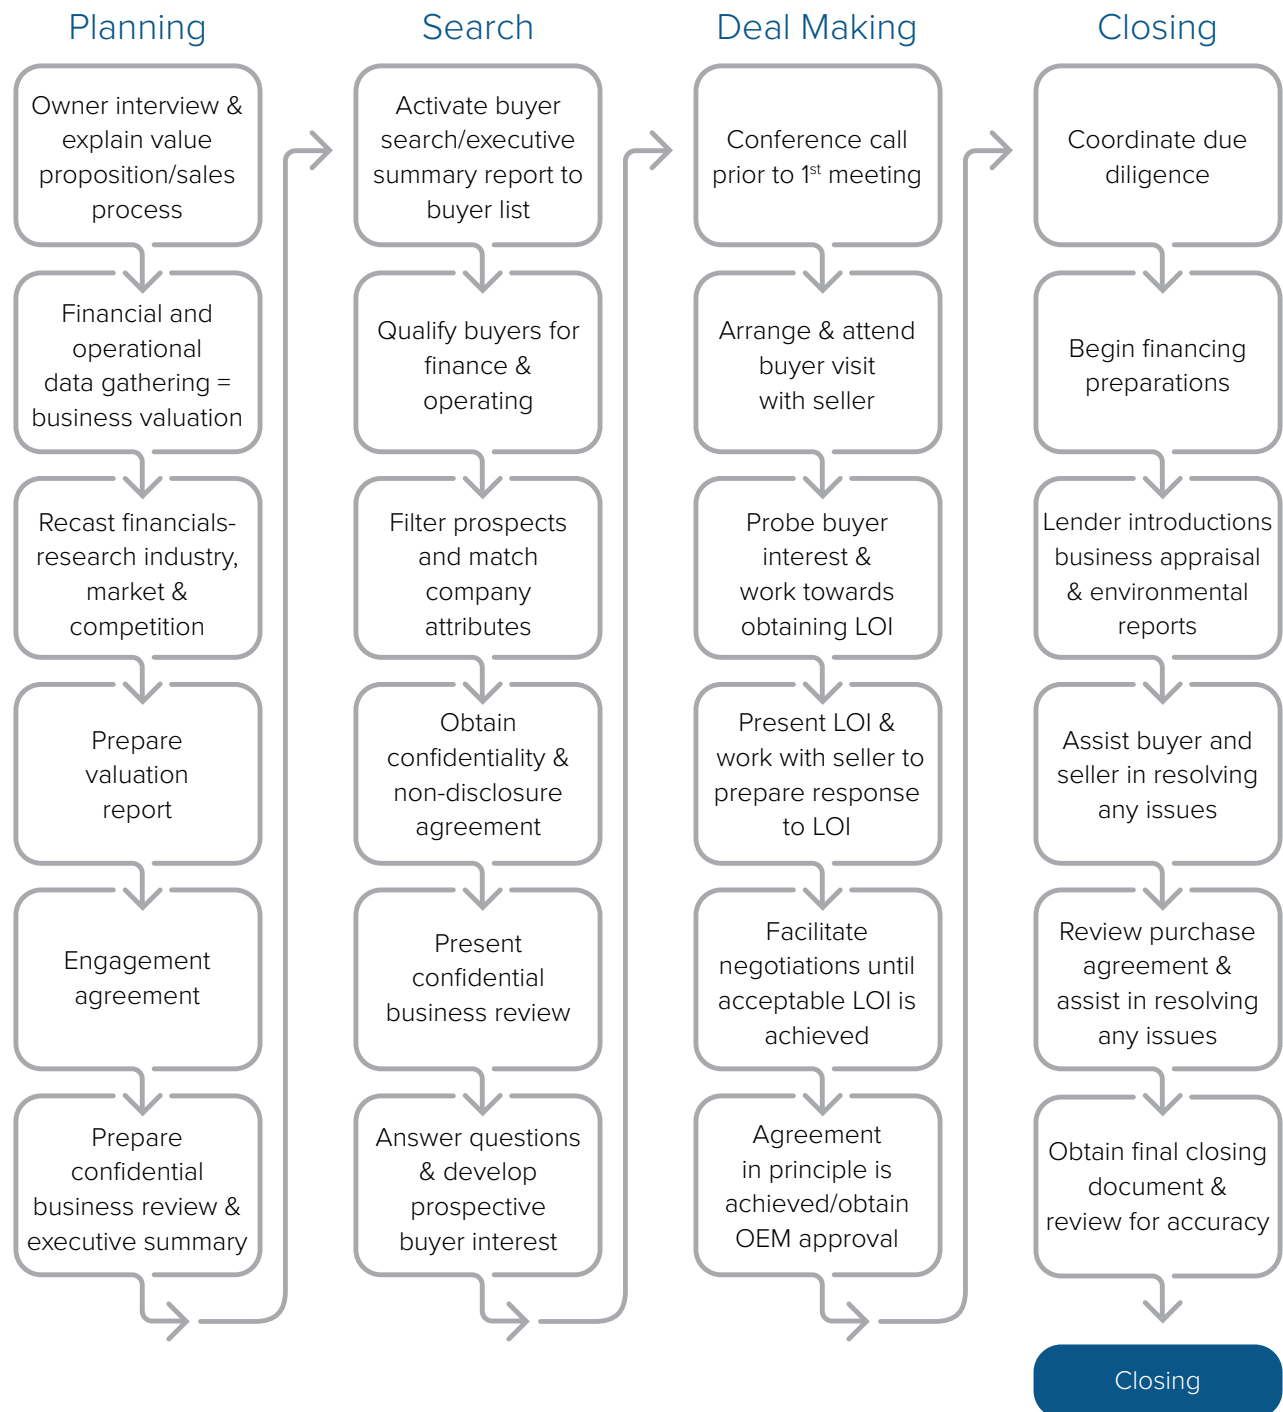 Planning
Owner interview &
explain value
proposition/sales
process
Financial and
operational
data gathering =
business valuation
Recast financials-
research industry,
market &
competition
Prepare
valuation
report
Engagement
agreement
Prepare
confidential
business review &
executive summary
Search
Activate buyer
search/executive
summary report to
buyer list
Qualify buyers for
finance &
operating
Filter prospects
and match
company
attributes
Obtain
confidentiality &
non-disclosure
agreement
Present
confidential
business review
Answer questions
& develop
prospective
buyer interest
Deal Making
Conference call
prior to 1st meeting
Arrange & attend
buyer visit
with seller
Probe buyer
interest &
work towards
obtaining LOI
Present LOI &
work with seller to
prepare response
to LOI
Facilitate
negotiations until
acceptable LOI is
achieved
Agreement
in principle is
achieved/obtain
OEM approval
Closing
Coordinate due
diligence
Begin financing
preparations
Lender introductions
business appraisal
& environmental
reports
Assist buyer and
seller in resolving
any issues
Review purchase
agreement &
assist in resolving
any issues
Obtain final closing
document &
review for accuracy
Closing